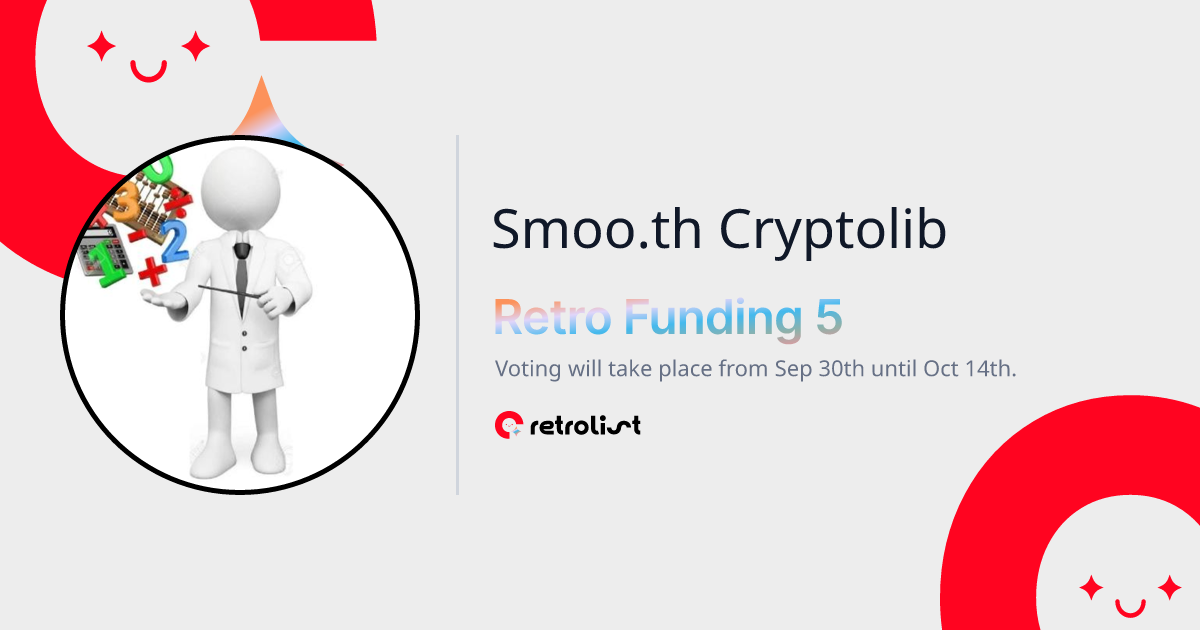 Smoo.th Cryptolib
Retro Funding 5
Voting will take place from Sep 30th until Oct 14th.
retrolist